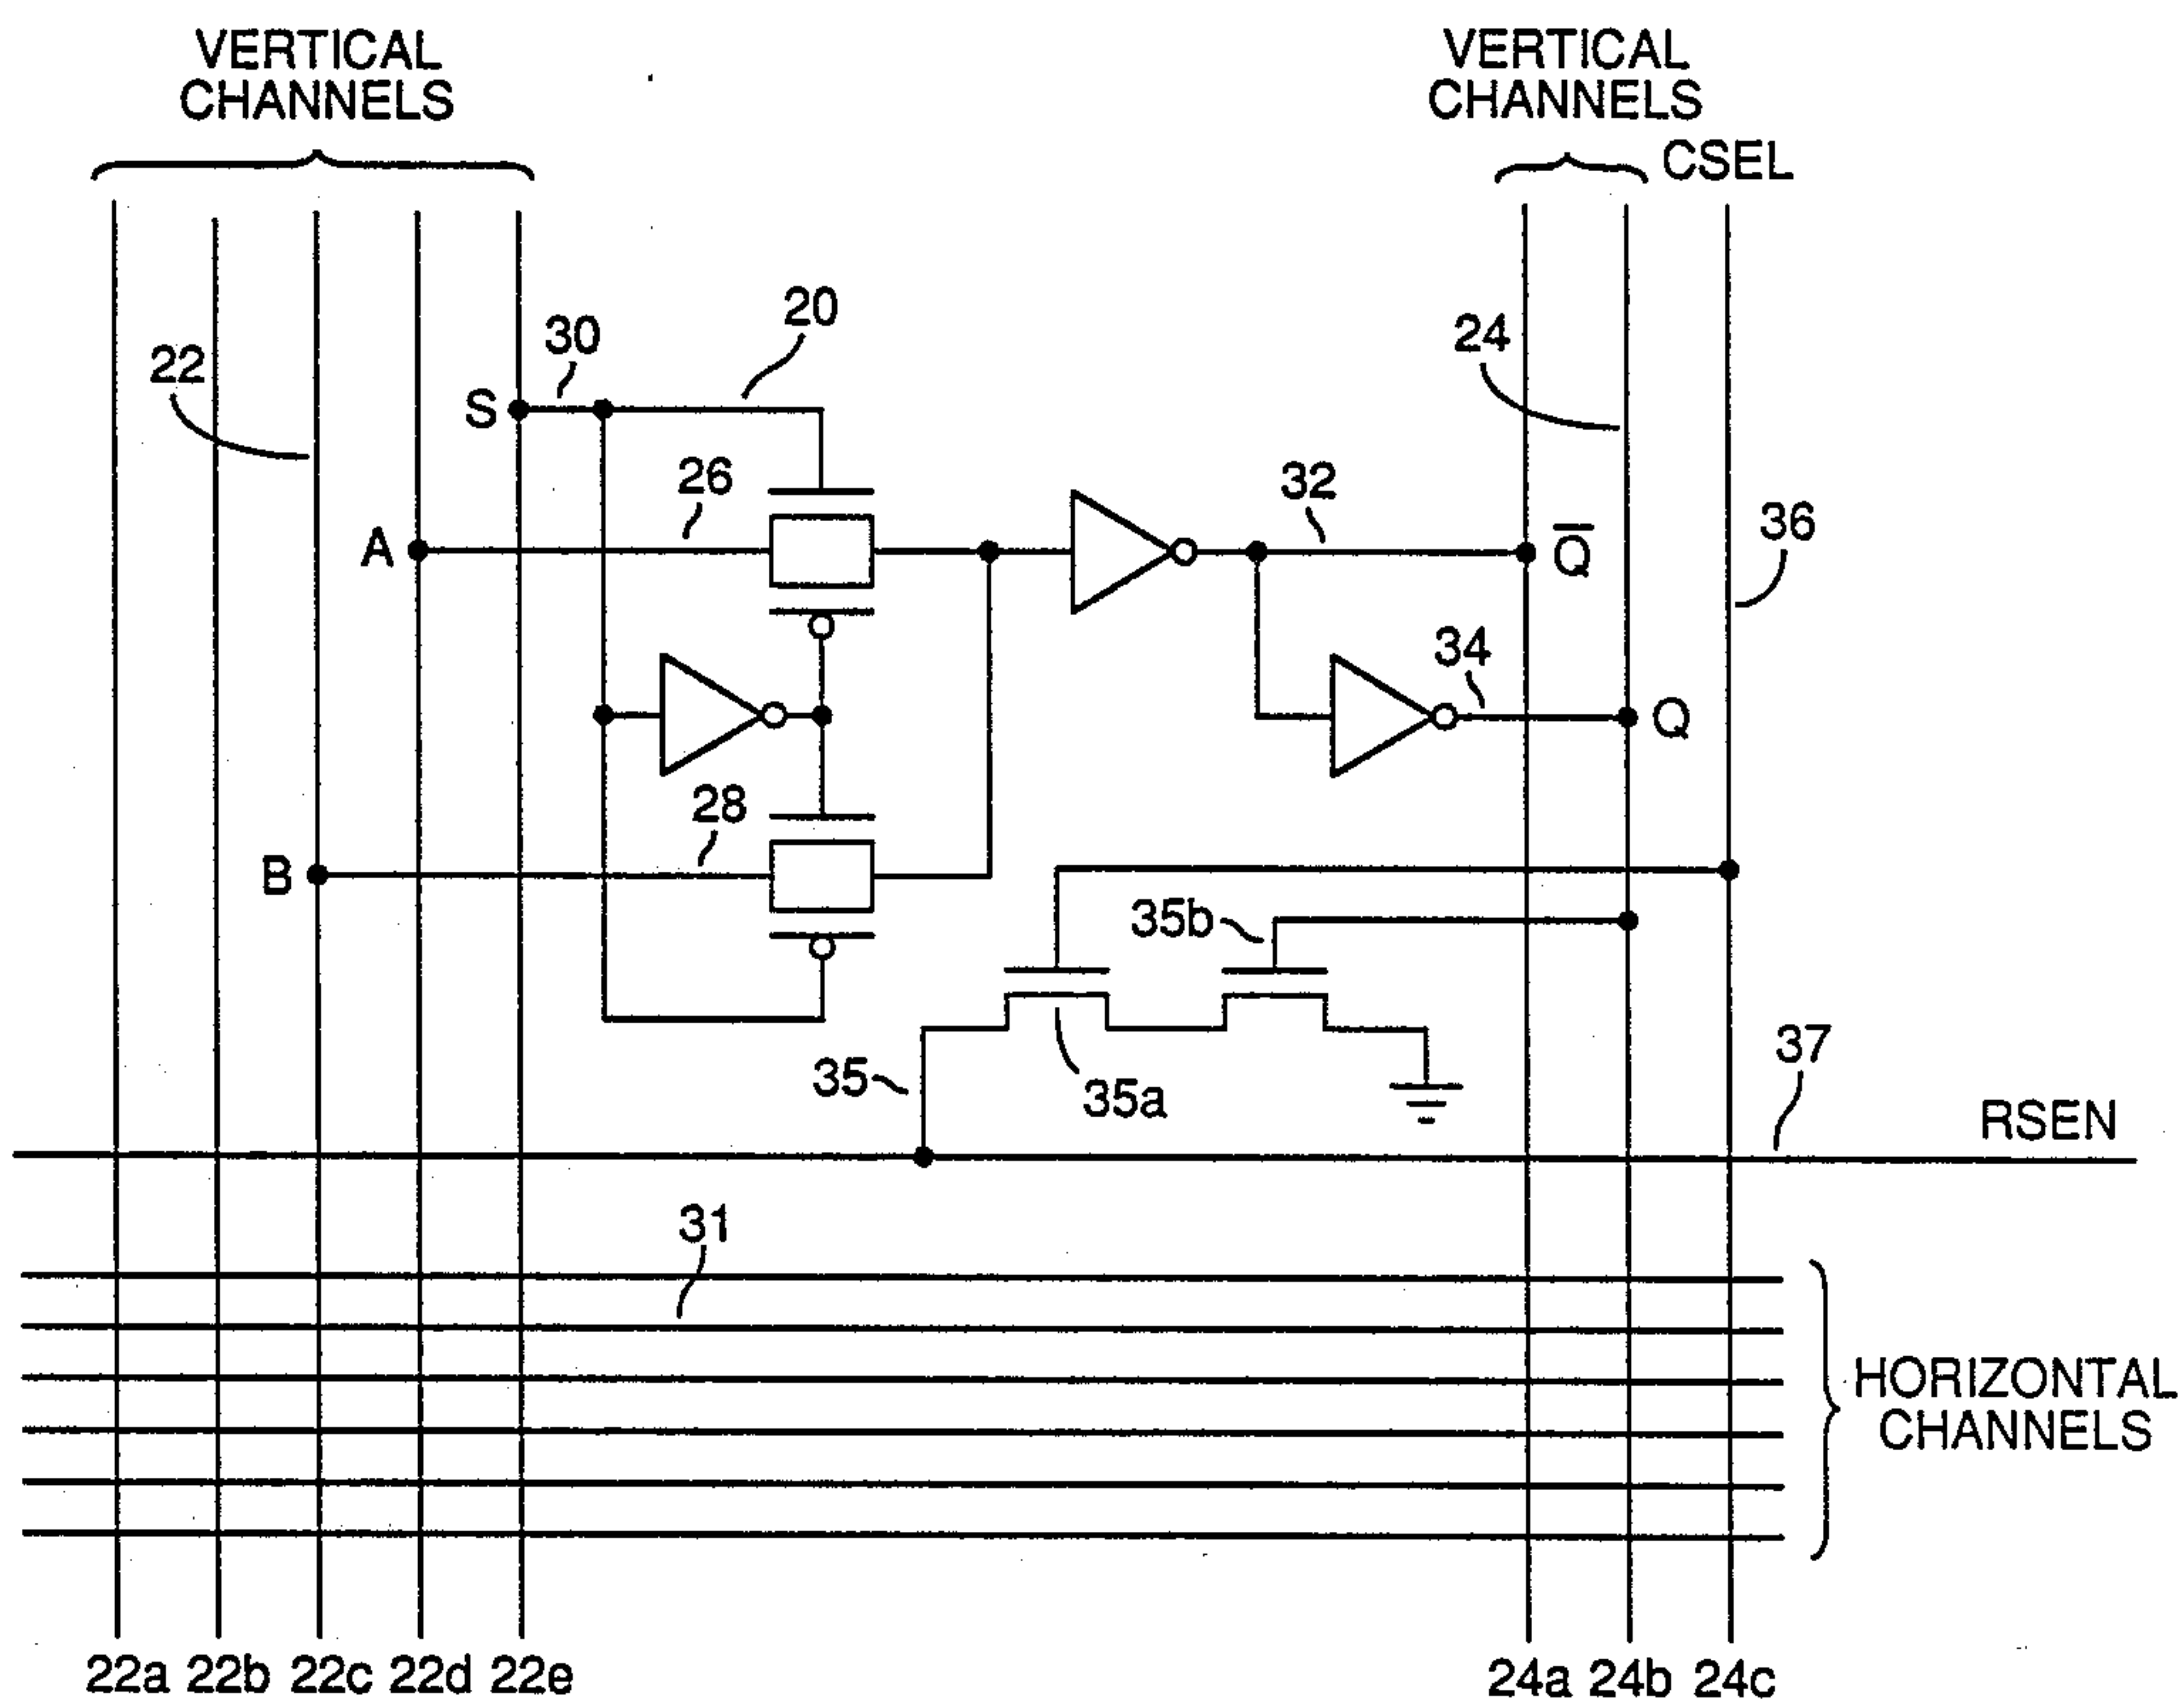 VERTICAL
CHANNELS
VERTICAL
CHANNELS
CSEL
20
30
24
22
S
26
32
36
A
Q̅
34
Q
28
B
35b
37
35
35a
RSEN
31
HORIZONTAL
CHANNELS
22a 22b 22c 22d 22e
24a 24b 24c